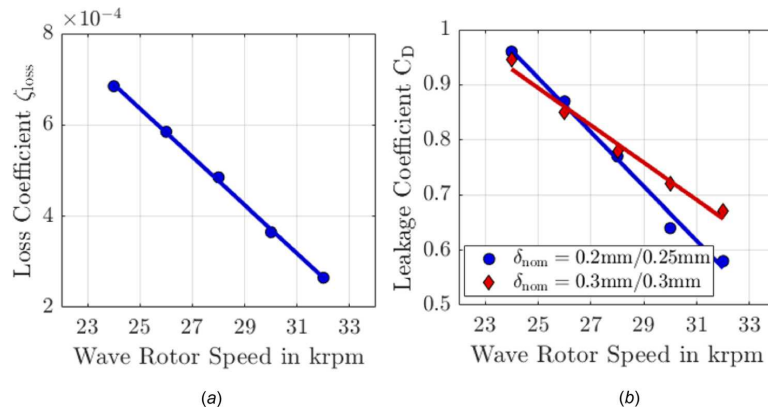 ×10⁻⁴
8
6
4
2
Loss Coefficient ζloss
23 25 27 29 31 33
Wave Rotor Speed in krpm
(a)
1
0.9
0.8
0.7
0.6
0.5
Leakage Coefficient CD
δnom = 0.2mm/0.25mm
δnom = 0.3mm/0.3mm
23 25 27 29 31 33
Wave Rotor Speed in krpm
(b)